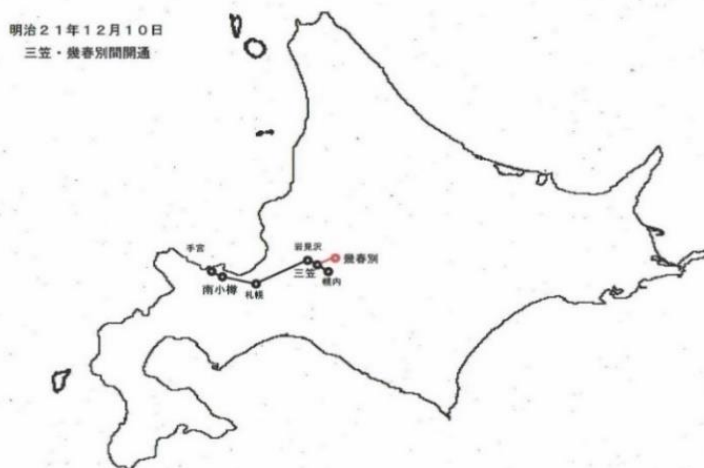 明治21年12月10日
三笠・幾春別間開通
手宮
南小樽
札幌
岩見沢
三笠
幌内
幾春別